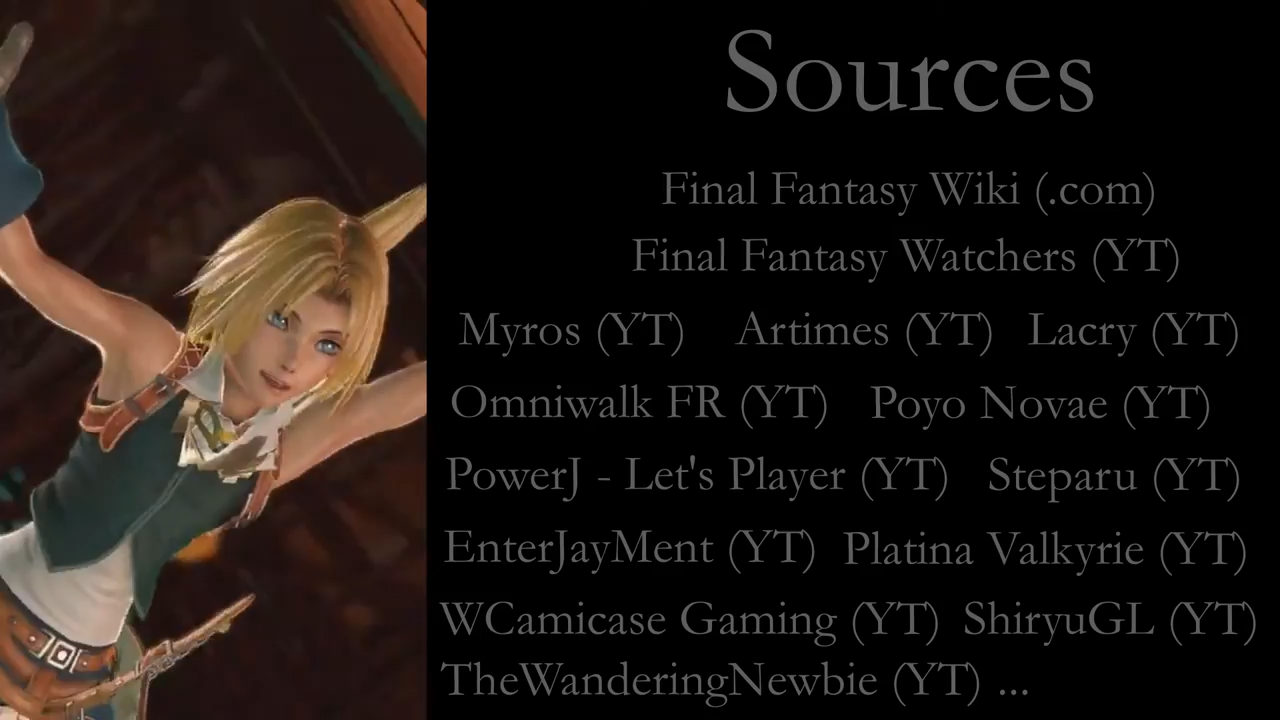 Sources
Final Fantasy Wiki (.com)
Final Fantasy Watchers (YT)
Myros (YT) Artimes (YT) Lacry (YT)
Omniwalk FR (YT) Poyo Novae (YT)
PowerJ - Let's Player (YT) Steparu (YT)
EnterJayMent (YT) Platina Valkyrie (YT)
WCamicase Gaming (YT) ShiryuGL (YT)
TheWanderingNewbie (YT) ...